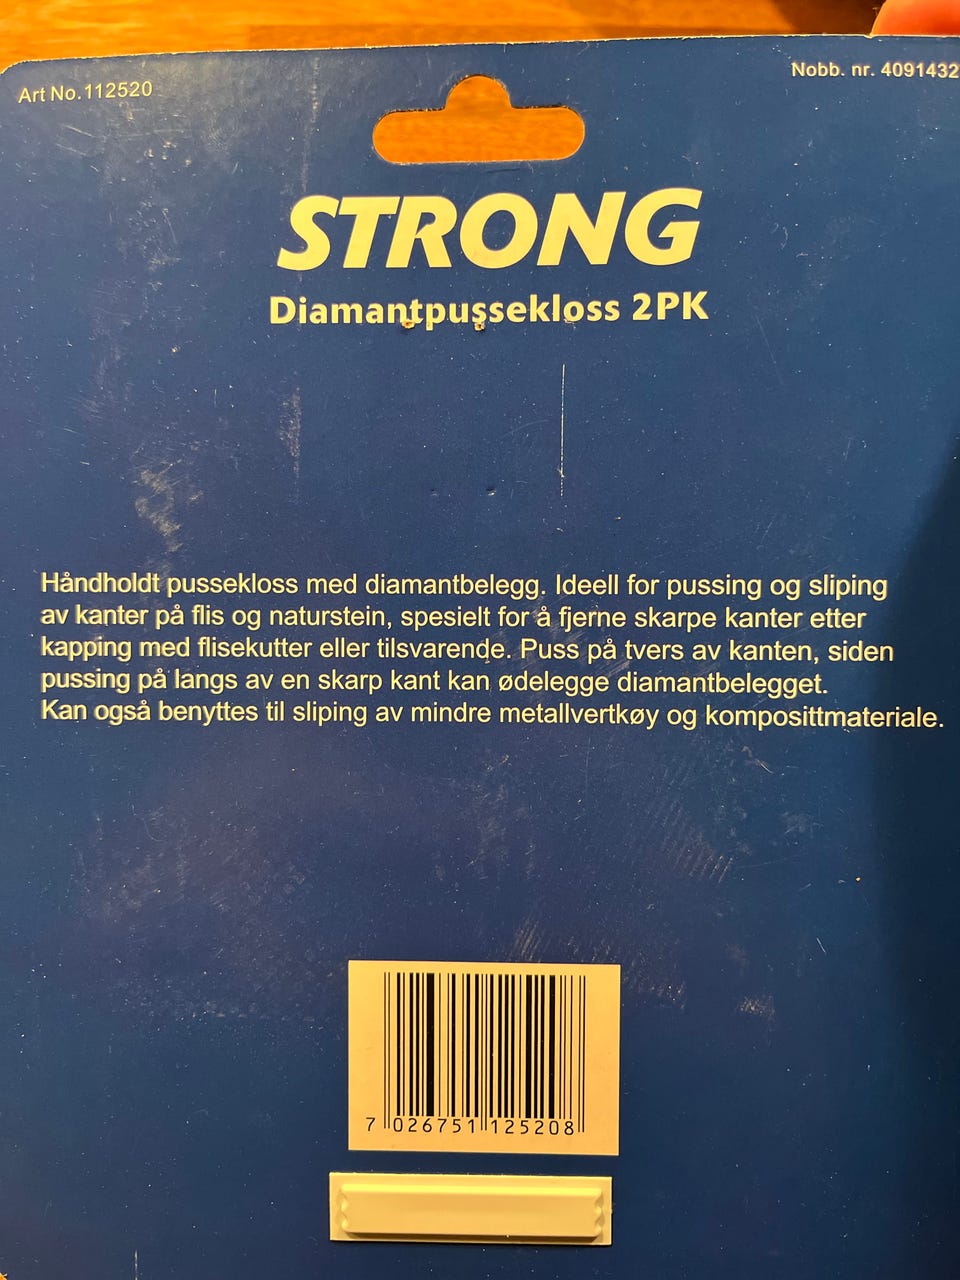 Art No.112520
Nobb. nr. 4091432
STRONG
Diamantpussekloss 2PK
Håndholdt pussekloss med diamantbelegg. Ideell for pussing og sliping
av kanter på flis og naturstein, spesielt for å fjerne skarpe kanter etter
kapping med flisekutter eller tilsvarende. Puss på tvers av kanten, siden
pussing på langs av en skarp kant kan ødelegge diamantbelegget.
Kan også benyttes til sliping av mindre metallvertkøy og komposittmateriale.
7 026751 125208